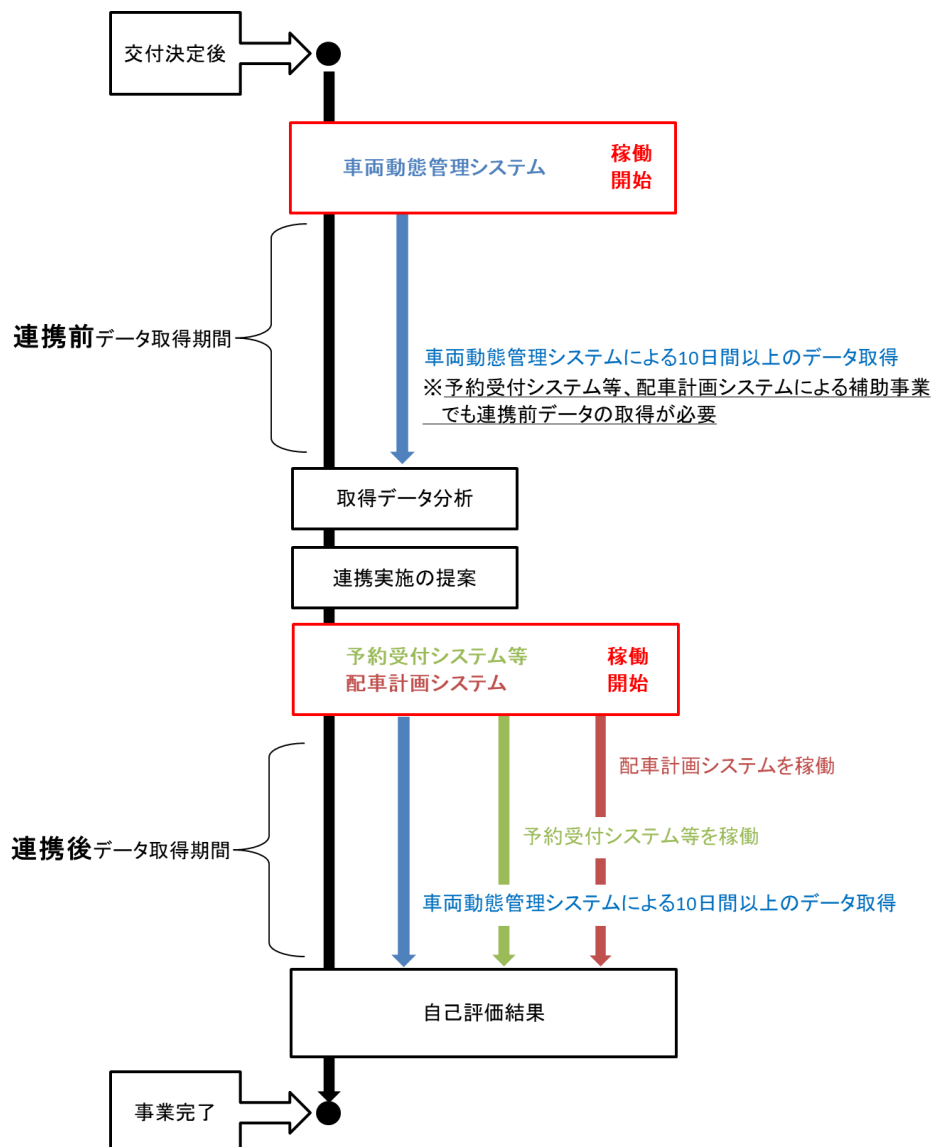 交付決定後
車両動態管理システム
稼働
開始
連携前データ取得期間
車両動態管理システムによる10日間以上のデータ取得
※予約受付システム等、配車計画システムによる補助事業
でも連携前データの取得が必要
取得データ分析
連携実施の提案
予約受付システム等
配車計画システム
稼働
開始
配車計画システムを稼働
予約受付システム等を稼働
連携後データ取得期間
車両動態管理システムによる10日間以上のデータ取得
自己評価結果
事業完了